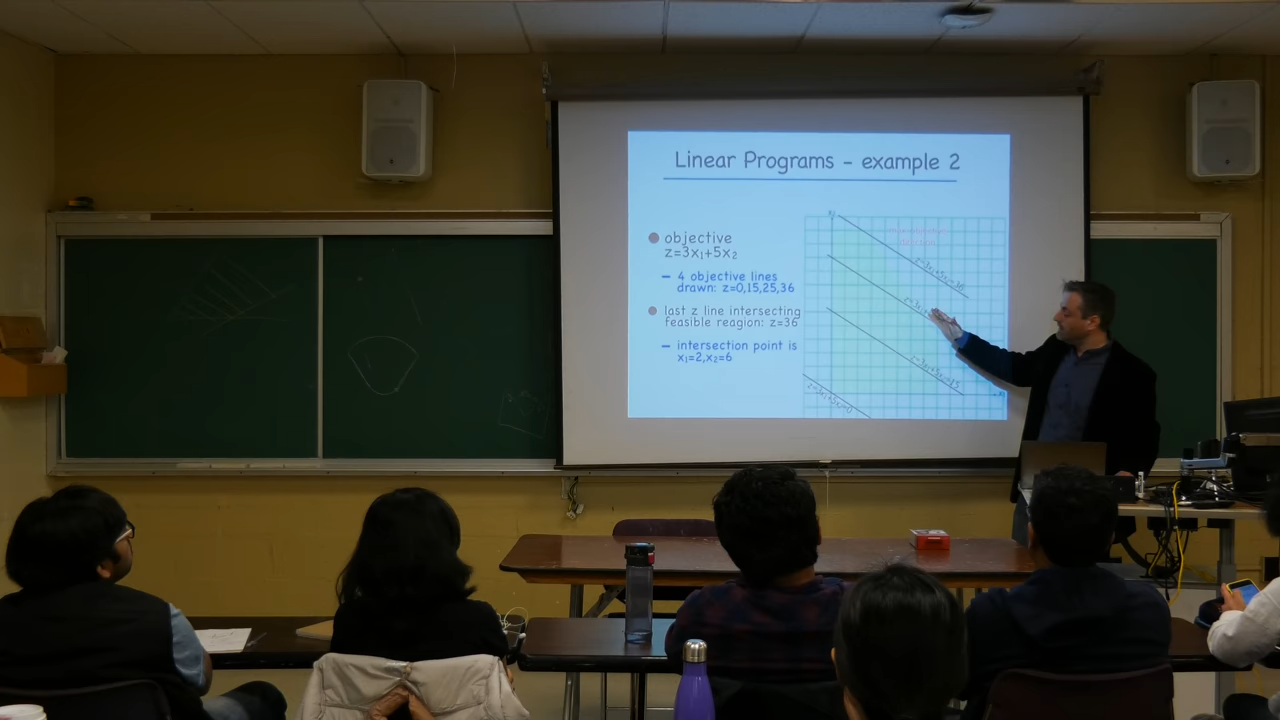 Linear Programs - example 2
objective
z=3x₁+5x₂
– 4 objective lines
drawn: z=0,15,25,36
last z line intersecting
feasible reagion: z=36
– intersection point is
x₁=2,x₂=6
z=3x₁+5x₂=36
z=3x₁
z=3x₁+5x₂=15
z=3x₁+5x₂=0